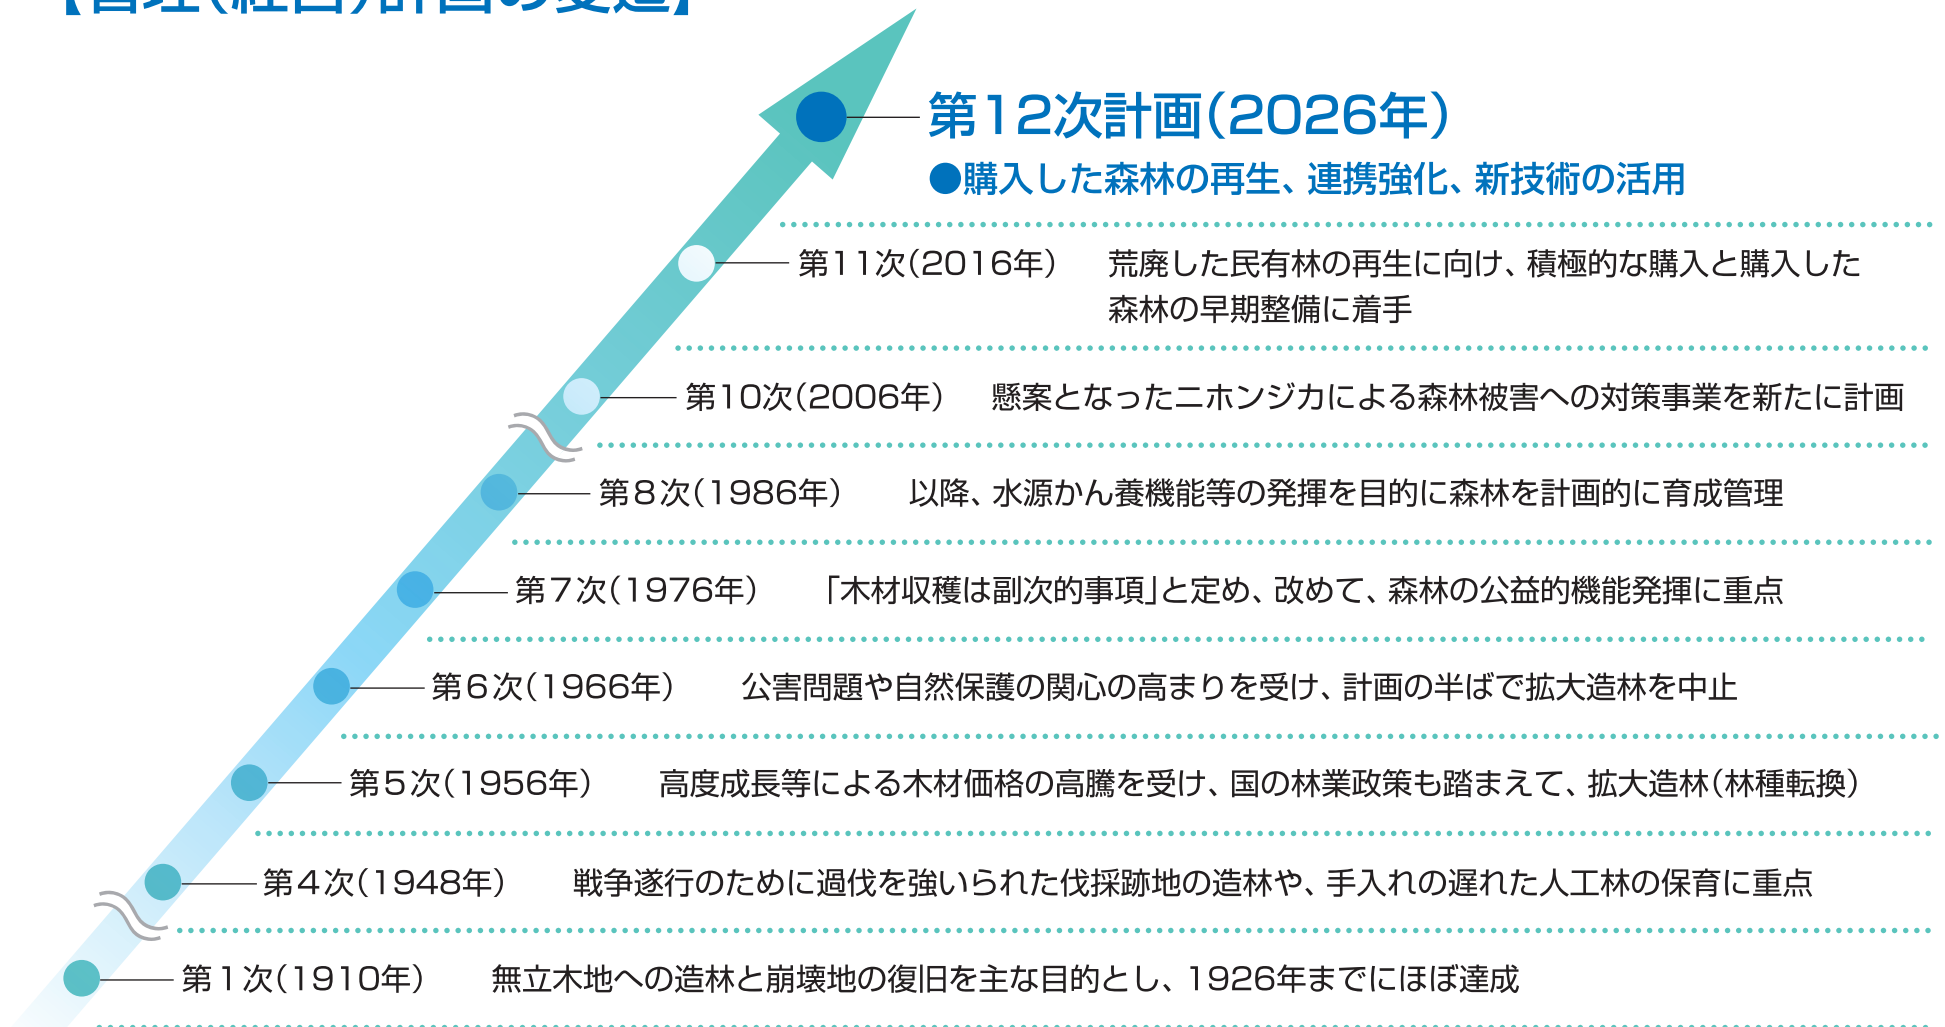 【管理(経営)計画の変遷】
第12次計画(2026年)
●購入した森林の再生、連携強化、新技術の活用
第11次(2016年) 荒廃した民有林の再生に向け、積極的な購入と購入した
森林の早期整備に着手
第10次(2006年) 懸案となったニホンジカによる森林被害への対策事業を新たに計画
第8次(1986年) 以降、水源かん養機能等の発揮を目的に森林を計画的に育成管理
第7次(1976年) 「木材収穫は副次的事項」と定め、改めて、森林の公益的機能発揮に重点
第6次(1966年) 公害問題や自然保護の関心の高まりを受け、計画の半ばで拡大造林を中止
第5次(1956年) 高度成長等による木材価格の高騰を受け、国の林業政策も踏まえて、拡大造林(林種転換)
第4次(1948年) 戦争遂行のために過伐を強いられた伐採跡地の造林や、手入れの遅れた人工林の保育に重点
第1次(1910年) 無立木地への造林と崩壊地の復旧を主な目的とし、1926年までにほぼ達成